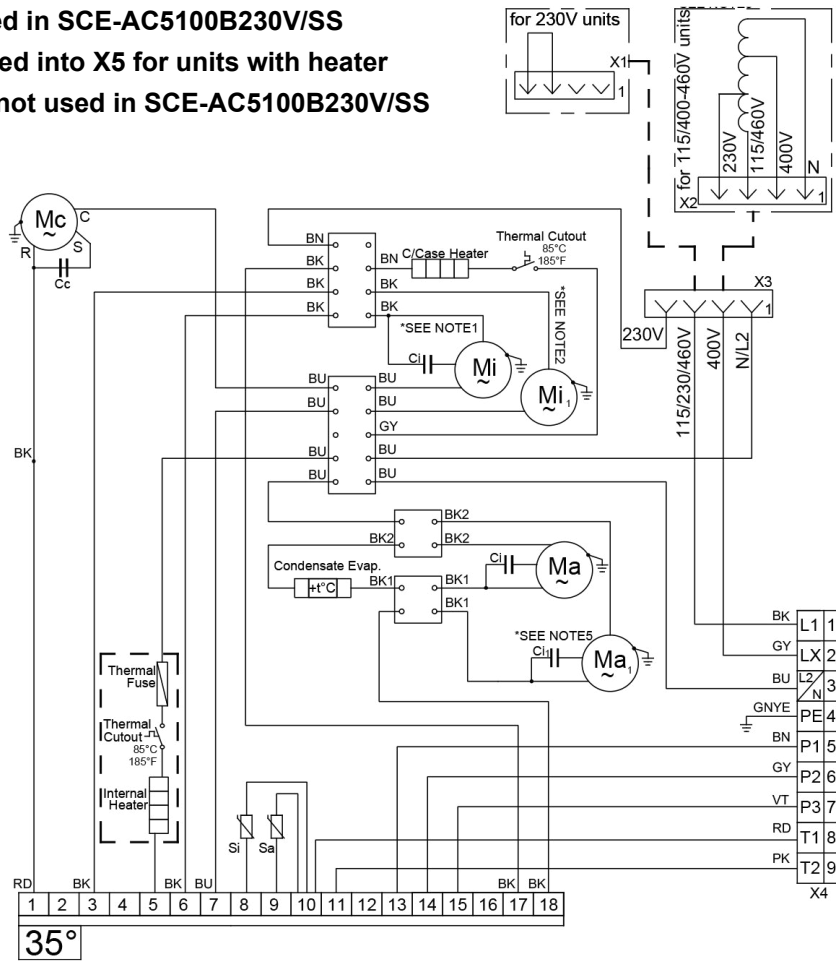 ed in SCE-AC5100B230V/SS
ed into X5 for units with heater
not used in SCE-AC5100B230V/SS
for 230V units
X1
1
for 115/400-460V units
230V
115/460V
400V
N
X2
1
Mc
~
C
R
S
Cc
BN
BK
BK
BK
BN
C/Case Heater
BK
BK
Thermal Cutout
85°C
185°F
*SEE NOTE1
*SEE NOTE2
Ci
Mi
~
Mi1
~
X3
1
230V
115/230/460V
400V
N/L2
BU
BU
BU
BU
BU
BU
GY
BU
BU
BK
BK2
BK2
BK2
Condensate Evap.
+t°C
BK1
BK1
BK1
Ci
Ma
~
*SEE NOTE5
Ci1
Ma1
~
Thermal
Fuse
Thermal
Cutout
85°C
185°F
Internal
Heater
Si
Sa
BK L1 1
GY LX 2
BU L2/N 3
GNYE PE 4
BN P1 5
GY P2 6
VT P3 7
RD T1 8
PK T2 9
X4
RD BK BK BU BK BK
1 2 3 4 5 6 7 8 9 10 11 12 13 14 15 16 17 18
35°